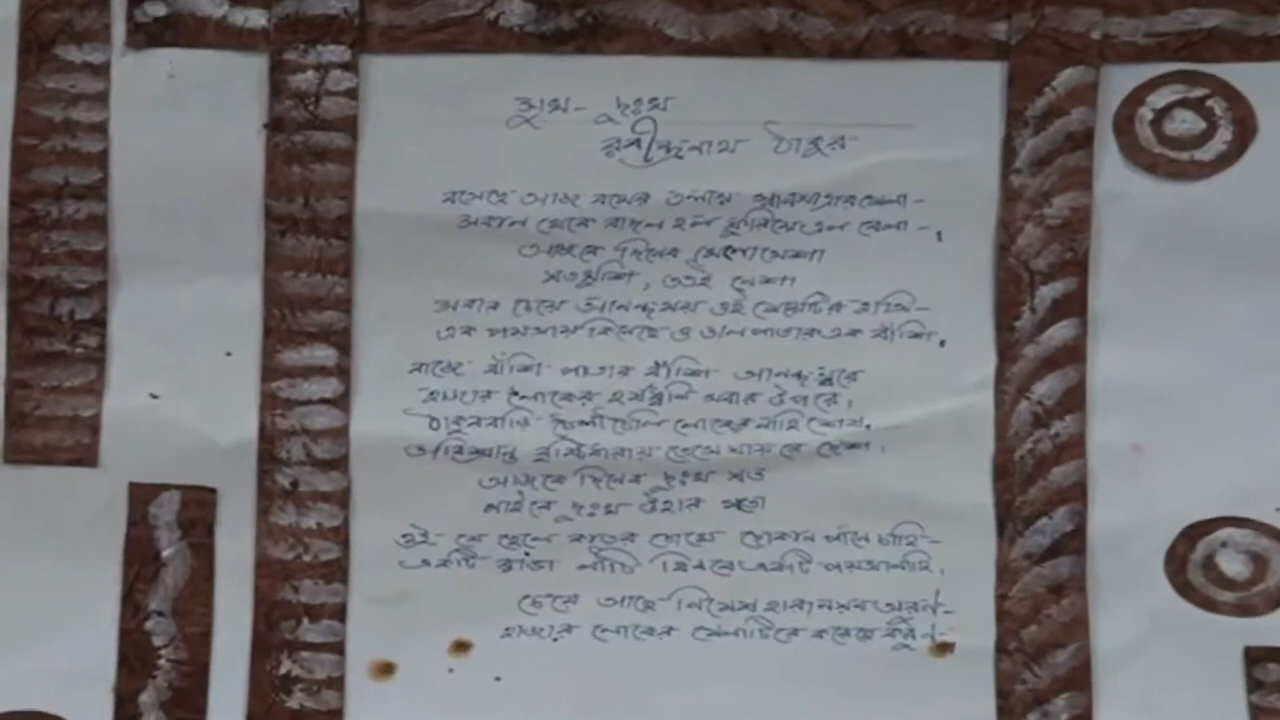 সুখ-দুঃখ
রবীন্দ্রনাথ ঠাকুর
বসেছে আজ রথের তলায় স্নানযাত্রার মেলা-
সকাল থেকে বাদল হল ফুরিয়ে এল বেলা-,
আজকে দিনের মেলামেশা
যত খুশি, ততই নেশা
সবার চেয়ে আনন্দময় ওই মেয়েটির হাসি-
এক পয়সায় কিনেছে ও তালপাতার এক বাঁশি,
বাজে বাঁশি পাতার বাঁশি আনন্দ স্বরে
হাজার লোকের হর্ষধ্বনি সবার উপরে,
ঠাকুরবাড়ি ঠেলাঠেলি লোকের নাহি শেষ,
অবিশ্রান্ত বৃষ্টিধারায় ভেসে যায় রে দেশ,
আজকে দিনের দুঃখ যত
নাইরে দুঃখ উহার মতো
ওই যে ছেলে কাতর চোখে দোকান পানে চাহি-
একটি রাঙা লাঠি কিনবে একটি পয়সা নাহি,
চেয়ে আছে নিমেষহারা নয়ন অরুণ-
হাজার লোকের মেলাটিরে করেছে করুণ-